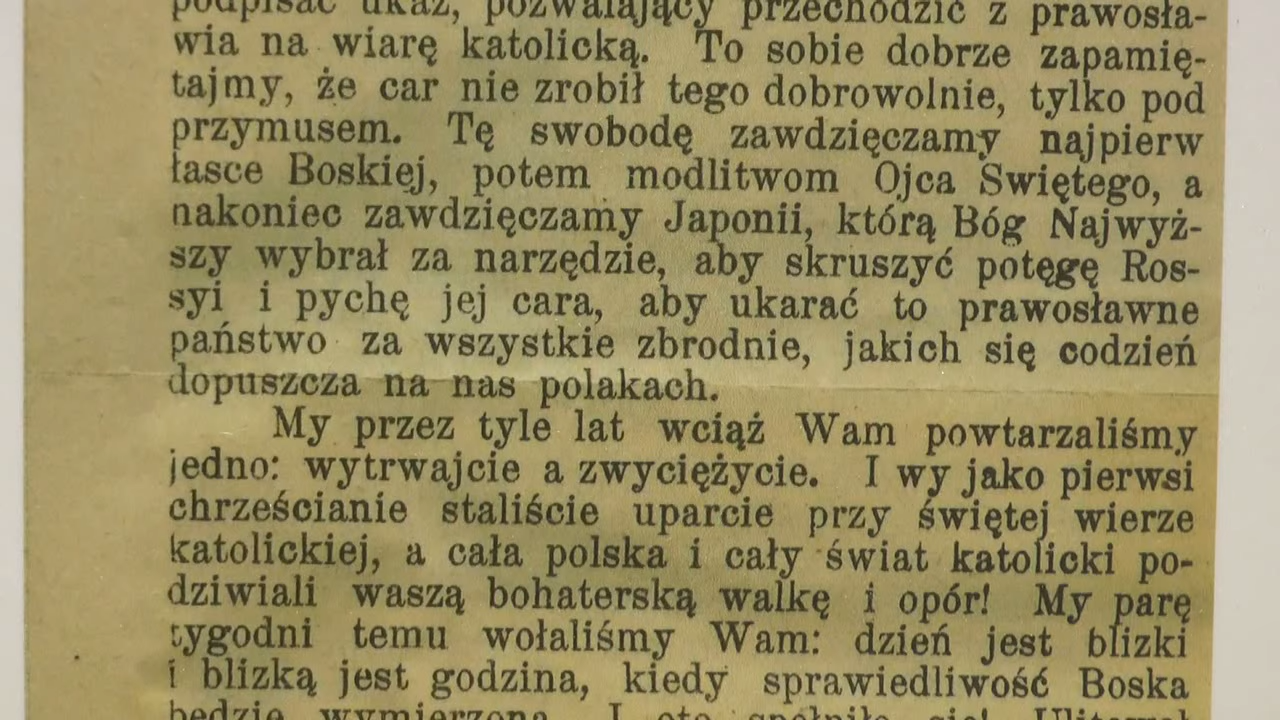 podpisać ukaz, pozwalający przechodzić z prawosła-
wia na wiarę katolicką. To sobie dobrze zapamię-
tajmy, że car nie zrobił tego dobrowolnie, tylko pod
przymusem. Tę swobodę zawdzięczamy najpierw
łasce Boskiej, potem modlitwom Ojca Swiętego, a
nakoniec zawdzięczamy Japonii, którą Bóg Najwyż-
szy wybrał za narzędzie, aby skruszyć potęgę Ros-
syi i pychę jej cara, aby ukarać to prawosławne
państwo za wszystkie zbrodnie, jakich się codzień
dopuszcza na nas polakach.
My przez tyle lat wciąż Wam powtarzaliśmy
jedno: wytrwajcie a zwyciężycie. I wy jako pierwsi
chrześcianie staliście uparcie przy świętej wierze
katolickiej, a cała polska i cały świat katolicki po-
dziwiali waszą bohaterską walkę i opór! My parę
tygodni temu wołaliśmy Wam: dzień jest blizki
i blizką jest godzina, kiedy sprawiedliwość Boska
będzie wymierzona. I oto spełniło się!